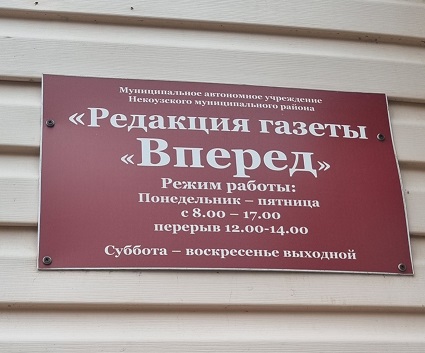 Муниципальное автономное учреждение
Некоузского муниципального района
«Редакция газеты
«Вперед»
Режим работы:
Понедельник – пятница
с 8.00 – 17.00
перерыв 12.00-14.00
Суббота – воскресенье выходной